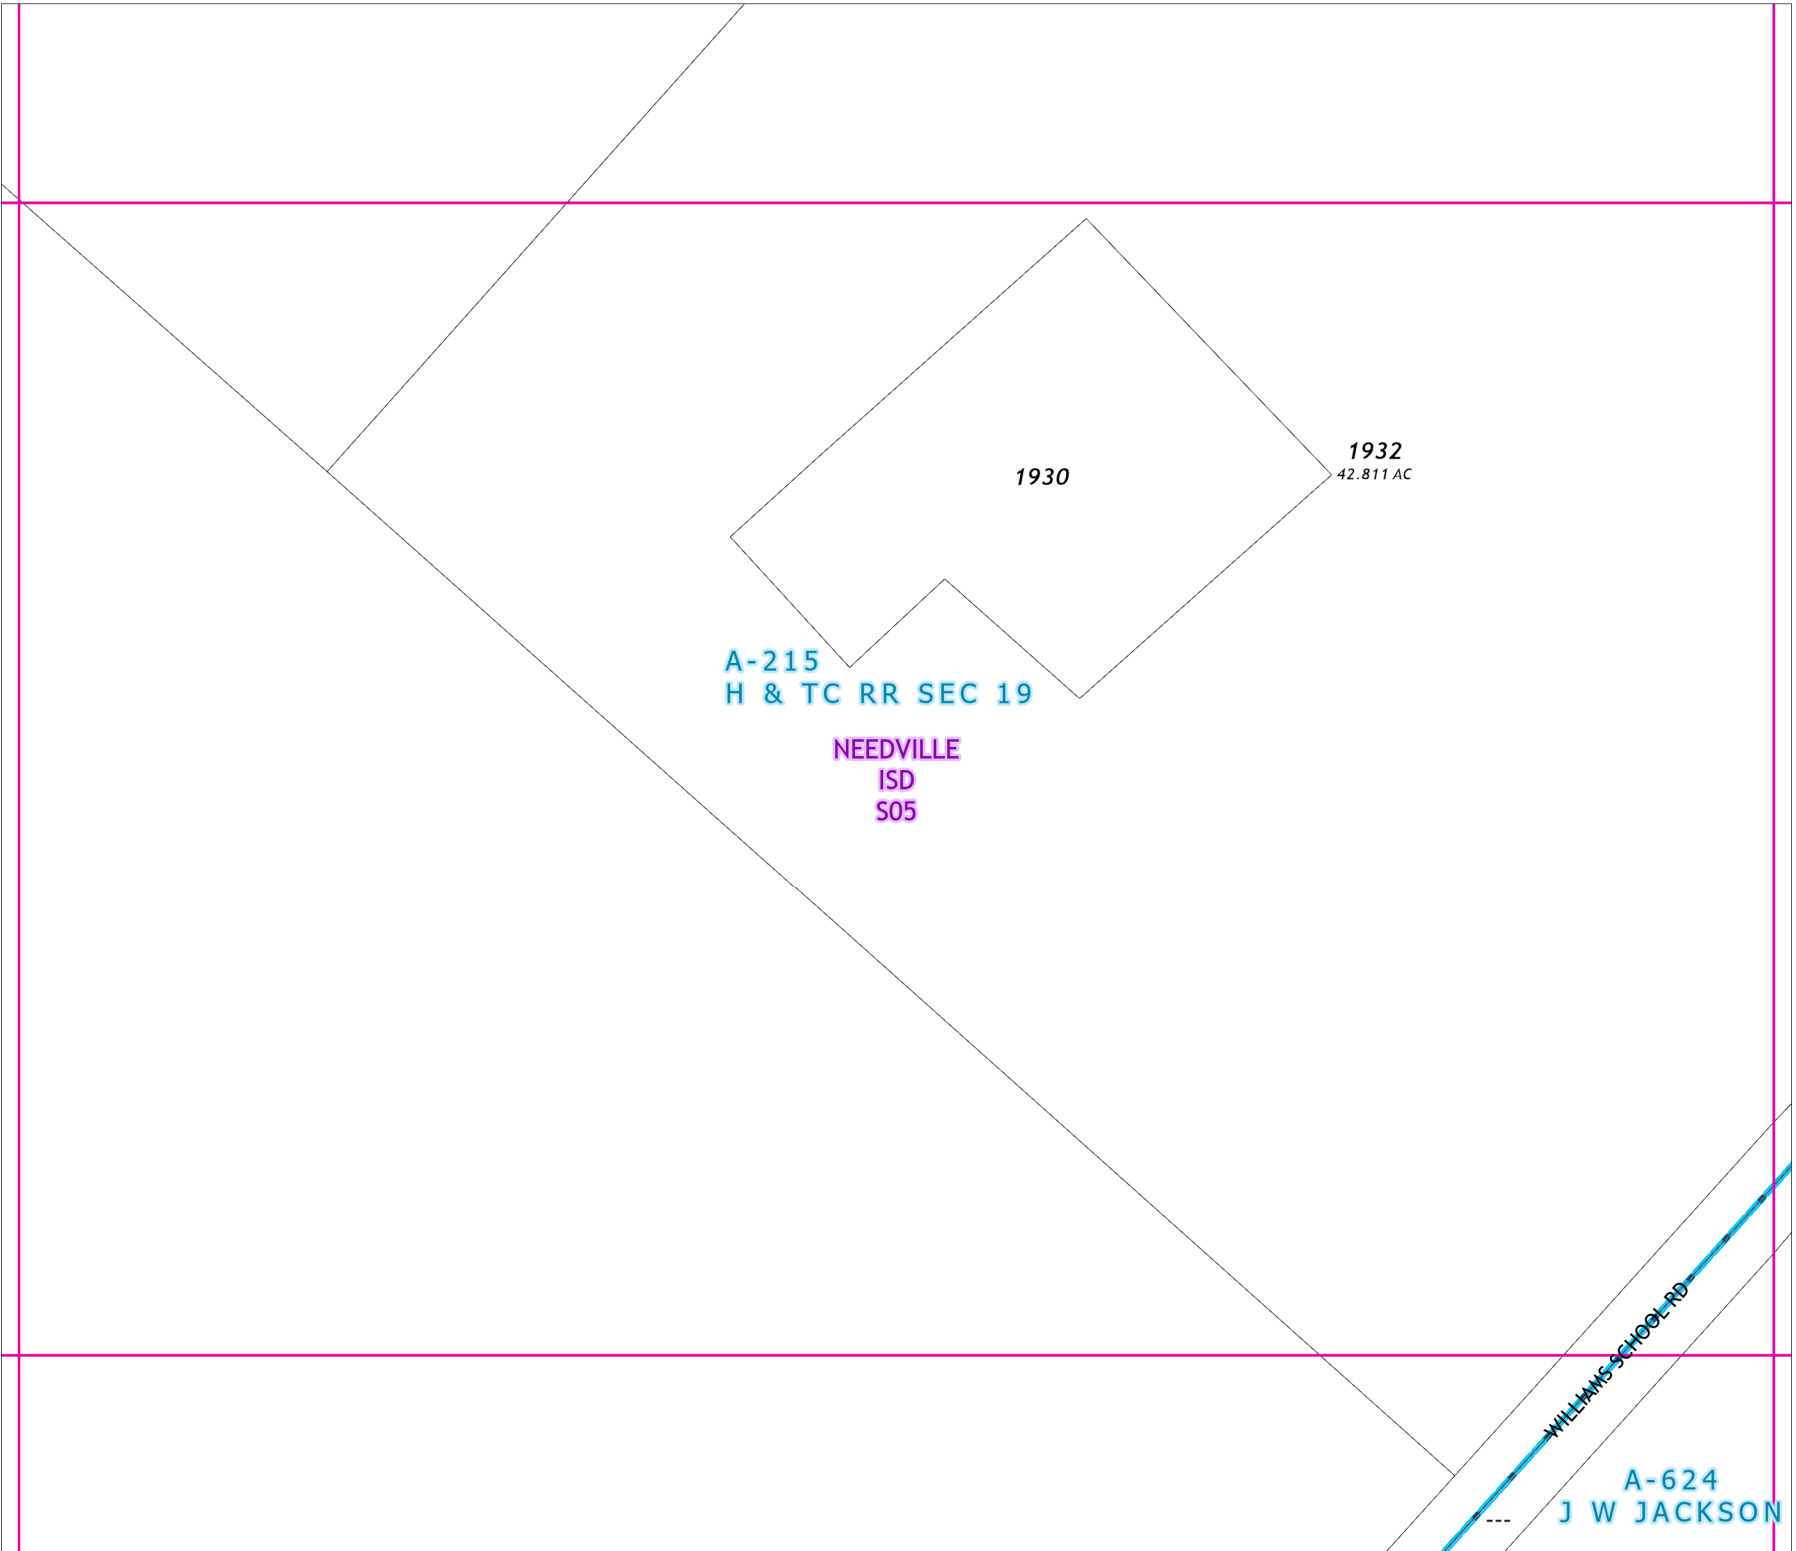 1932
42.811 AC
1930
A-215
H & TC RR SEC 19
NEEDVILLE
ISD
S05
WILLIAMS SCHOOL RD
A-624
J W JACKSON
---